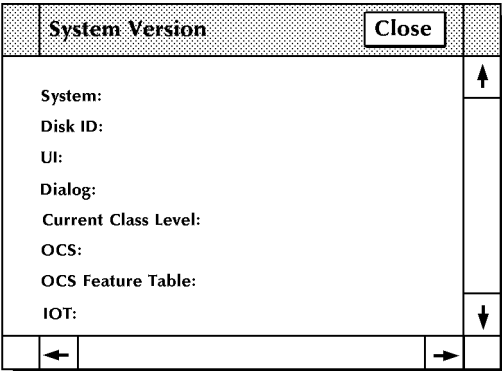 System Version Close
System:
Disk ID:
UI:
Dialog:
Current Class Level:
OCS:
OCS Feature Table:
IOT: